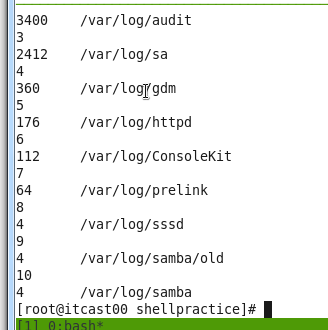 3400 /var/log/audit
3
2412 /var/log/sa
4
360 /var/log/gdm
5
176 /var/log/httpd
6
112 /var/log/ConsoleKit
7
64 /var/log/prelink
8
4 /var/log/sssd
9
4 /var/log/samba/old
10
4 /var/log/samba
[root@itcast00 shellpractice]#
[1] 0:bash*